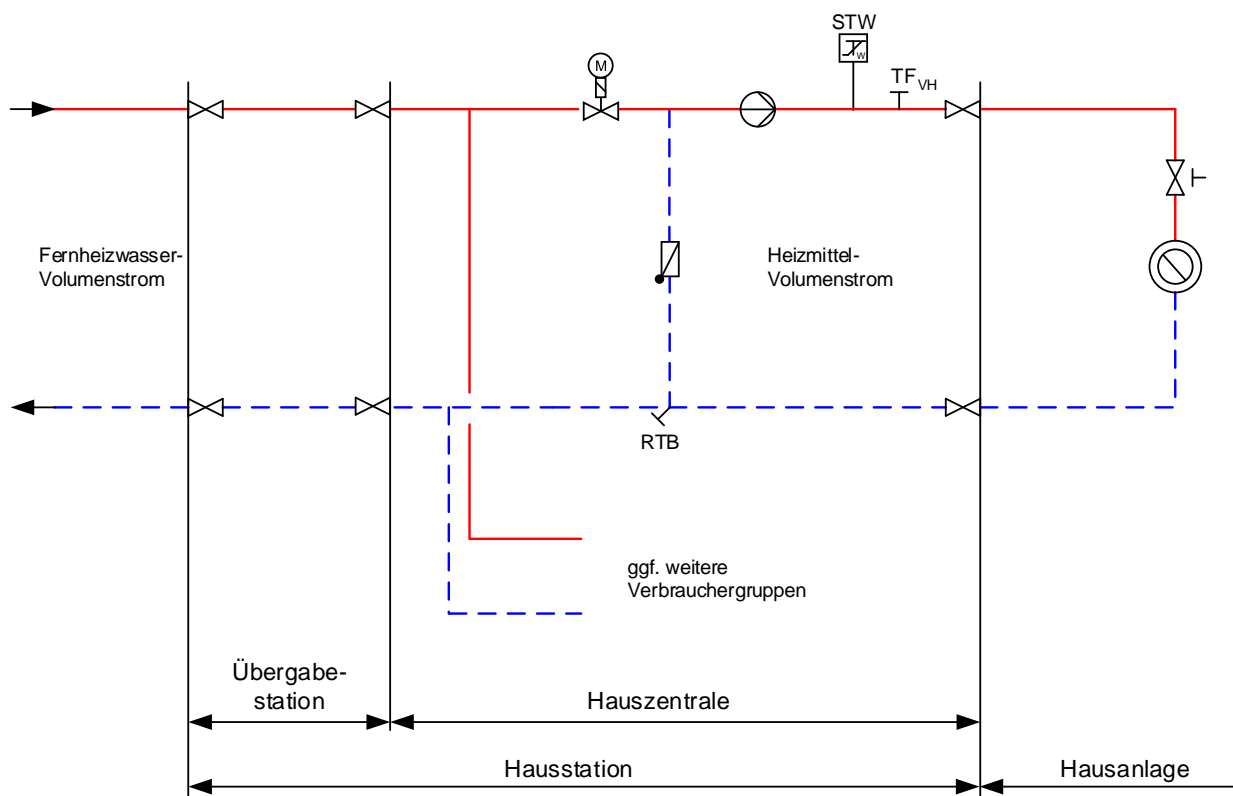 STW
M
T
W
TF VH
Fernheizwasser-
Volumenstrom
Heizmittel-
Volumenstrom
RTB
ggf. weitere
Verbrauchergruppen
Übergabe-
station
Hauszentrale
Hausstation
Hausanlage